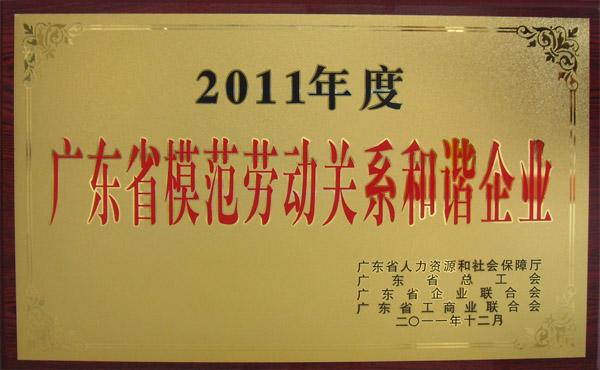 2011年度
广东省模范劳动关系和谐企业
广东省人力资源和社会保障厅
广东省总工会
广东省企业联合会
广东省工商业联合会
二〇一一年十二月